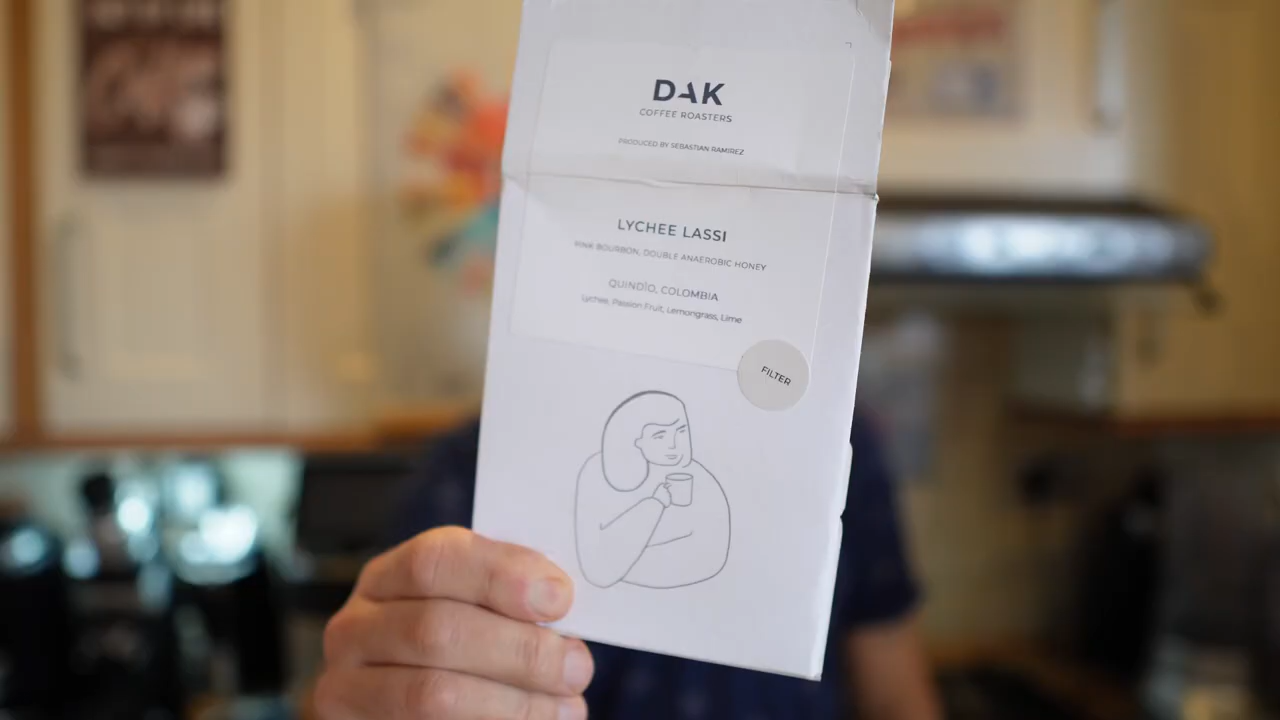 DAK
COFFEE ROASTERS
PRODUCED BY SEBASTIAN RAMIREZ
LYCHEE LASSI
PINK BOURBON, DOUBLE ANAEROBIC HONEY
QUINDÍO, COLOMBIA
Lychee, Passion Fruit, Lemongrass, Lime
FILTER